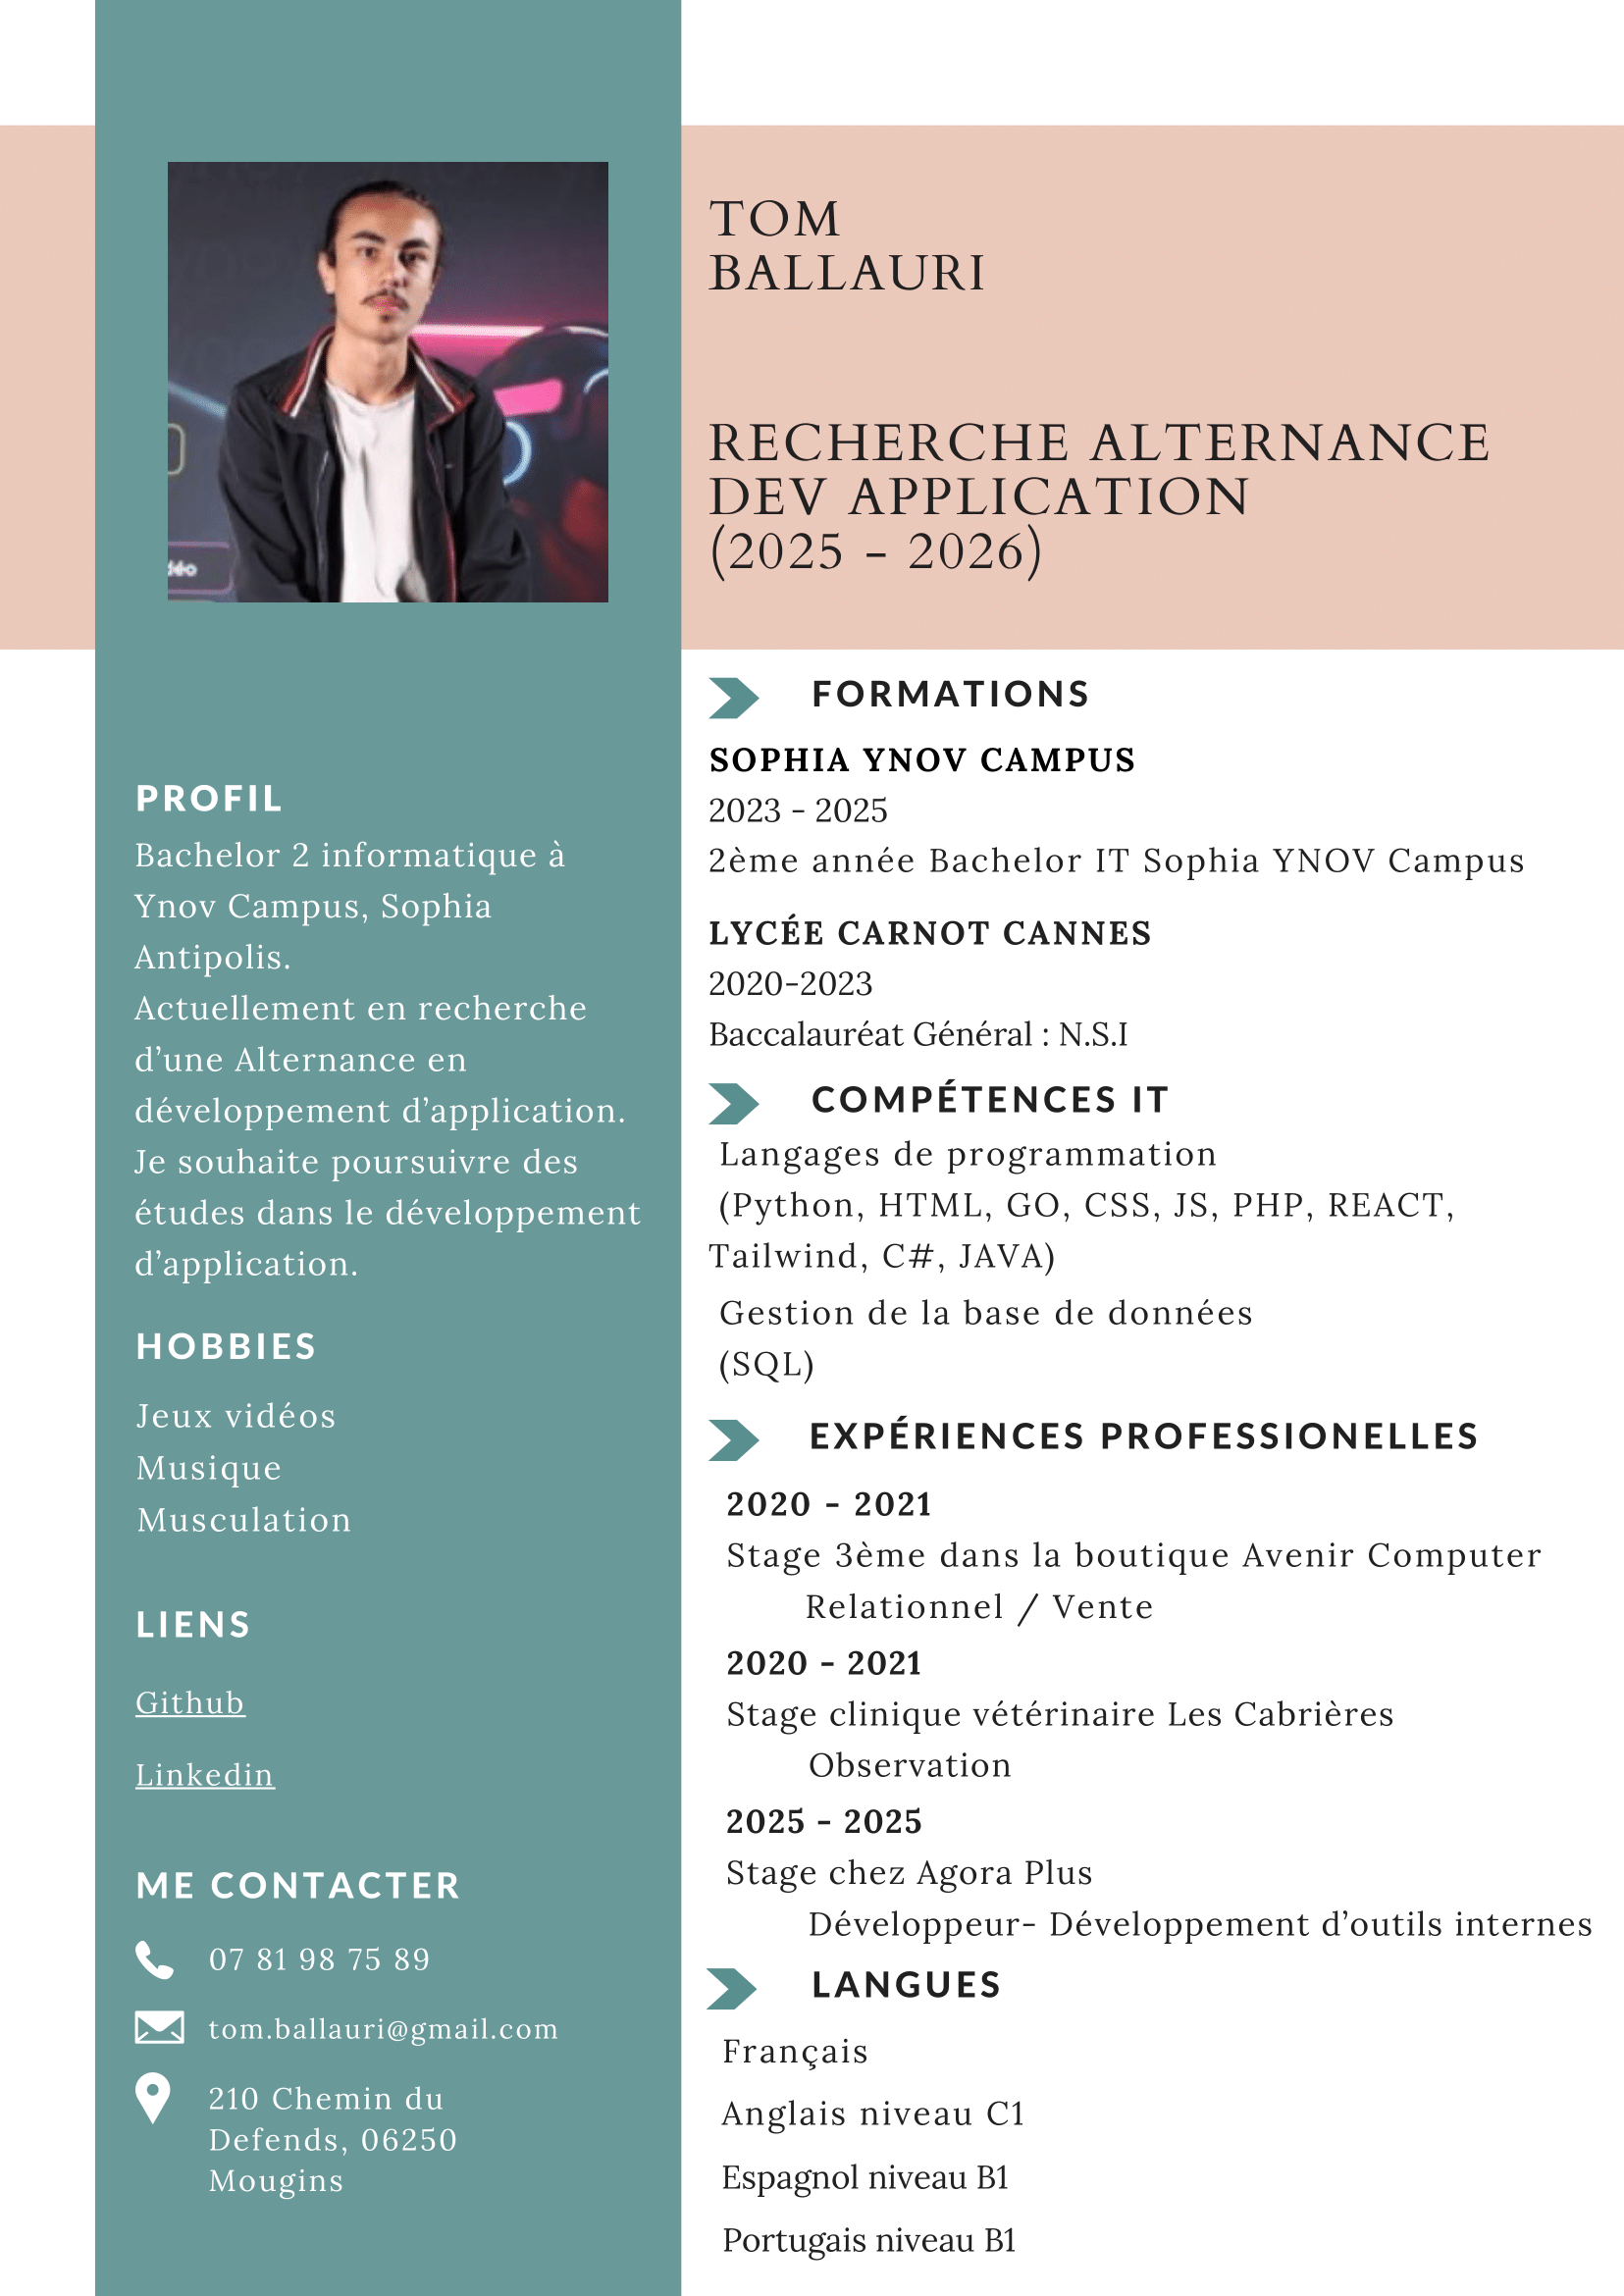 TOM
BALLAURI
RECHERCHE ALTERNANCE
DEV APPLICATION
(2025 - 2026)
déo
PROFIL
Bachelor 2 informatique à
Ynov Campus, Sophia
Antipolis.
Actuellement en recherche
d’une Alternance en
développement d’application.
Je souhaite poursuivre des
études dans le développement
d’application.
HOBBIES
Jeux vidéos
Musique
Musculation
LIENS
Github
Linkedin
ME CONTACTER
07 81 98 75 89
tom.ballauri@gmail.com
210 Chemin du
Defends, 06250
Mougins
FORMATIONS
SOPHIA YNOV CAMPUS
2023 - 2025
2ème année Bachelor IT Sophia YNOV Campus
LYCÉE CARNOT CANNES
2020-2023
Baccalauréat Général : N.S.I
COMPÉTENCES IT
Langages de programmation
(Python, HTML, GO, CSS, JS, PHP, REACT,
Tailwind, C#, JAVA)
Gestion de la base de données
(SQL)
EXPÉRIENCES PROFESSIONELLES
2020 - 2021
Stage 3ème dans la boutique Avenir Computer
Relationnel / Vente
2020 - 2021
Stage clinique vétérinaire Les Cabrières
Observation
2025 - 2025
Stage chez Agora Plus
Développeur- Développement d’outils internes
LANGUES
Français
Anglais niveau C1
Espagnol niveau B1
Portugais niveau B1